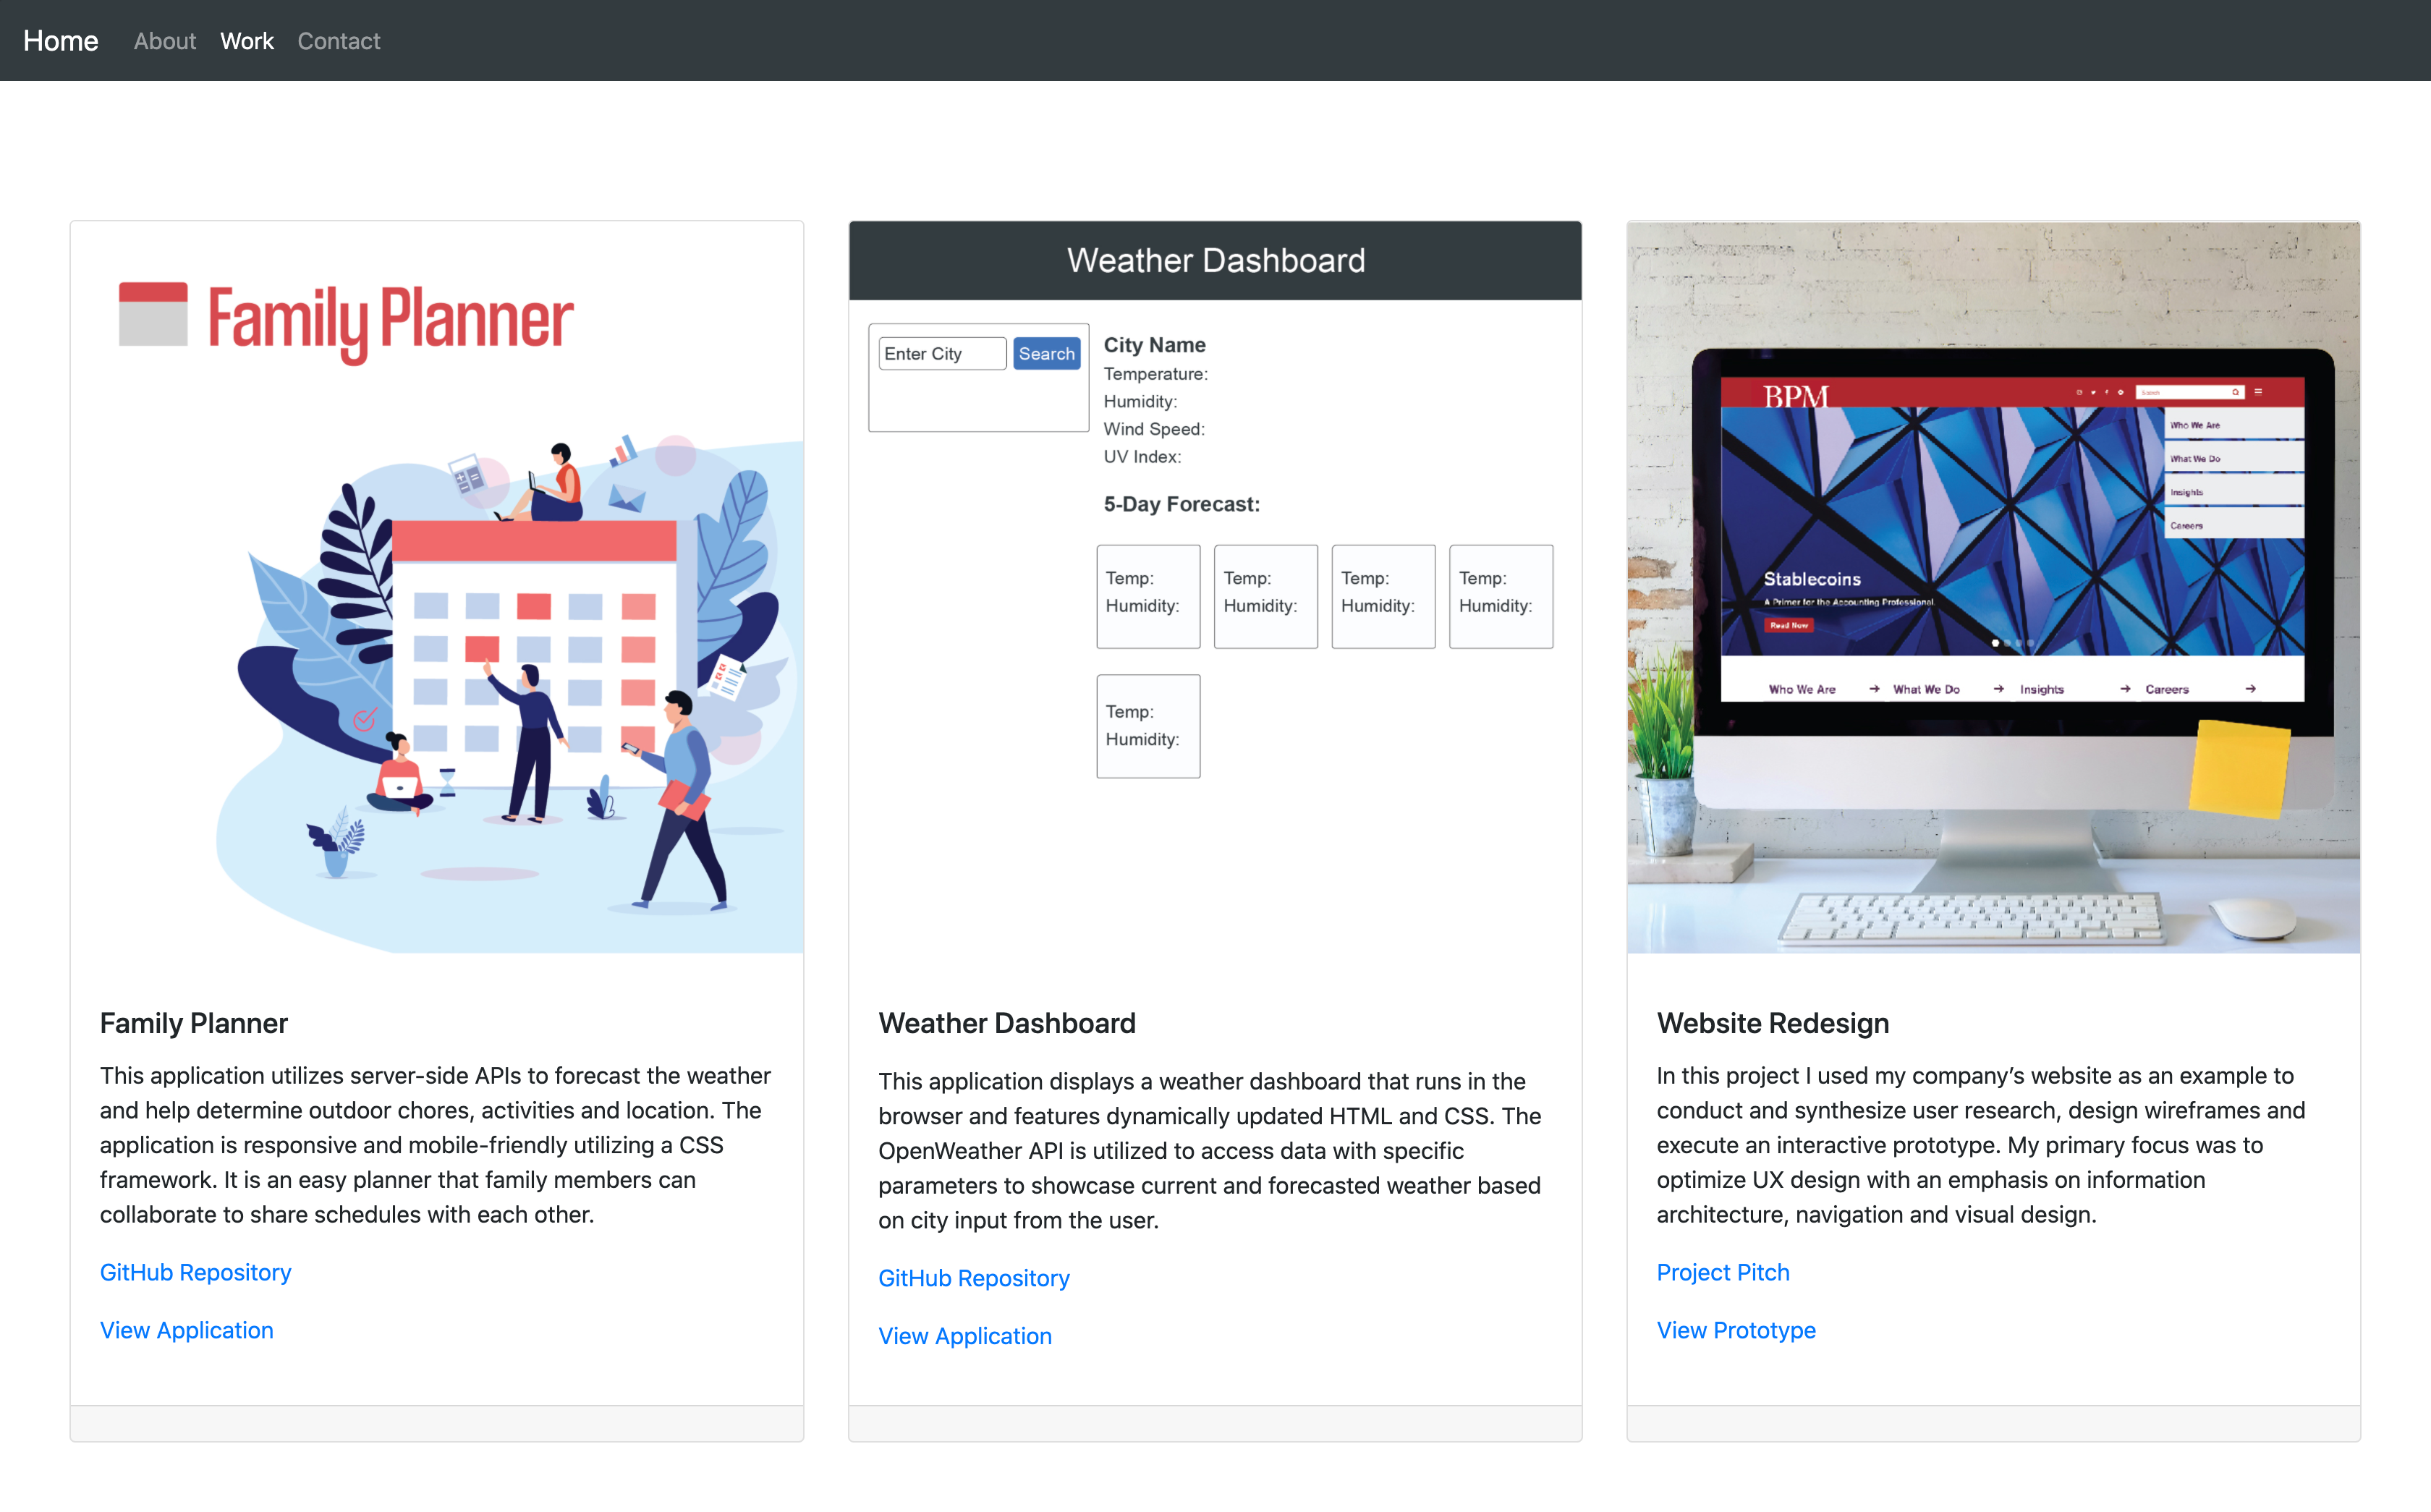 Home About Work Contact
Family Planner
Family Planner
This application utilizes server-side APIs to forecast the weather
and help determine outdoor chores, activities and location. The
application is responsive and mobile-friendly utilizing a CSS
framework. It is an easy planner that family members can
collaborate to share schedules with each other.
GitHub Repository
View Application
Weather Dashboard
Enter City Search
City Name
Temperature:
Humidity:
Wind Speed:
UV Index:
5-Day Forecast:
Temp: Temp: Temp: Temp:
Humidity: Humidity: Humidity: Humidity:
Temp:
Humidity:
Weather Dashboard
This application displays a weather dashboard that runs in the
browser and features dynamically updated HTML and CSS. The
OpenWeather API is utilized to access data with specific
parameters to showcase current and forecasted weather based
on city input from the user.
GitHub Repository
View Application
BPM Search
Who We Are
What We Do
Insights
Careers
Stablecoins
A Primer for the Accounting Professional.
Read Now
Who We Are → What We Do → Insights → Careers →
Website Redesign
In this project I used my company’s website as an example to
conduct and synthesize user research, design wireframes and
execute an interactive prototype. My primary focus was to
optimize UX design with an emphasis on information
architecture, navigation and visual design.
Project Pitch
View Prototype